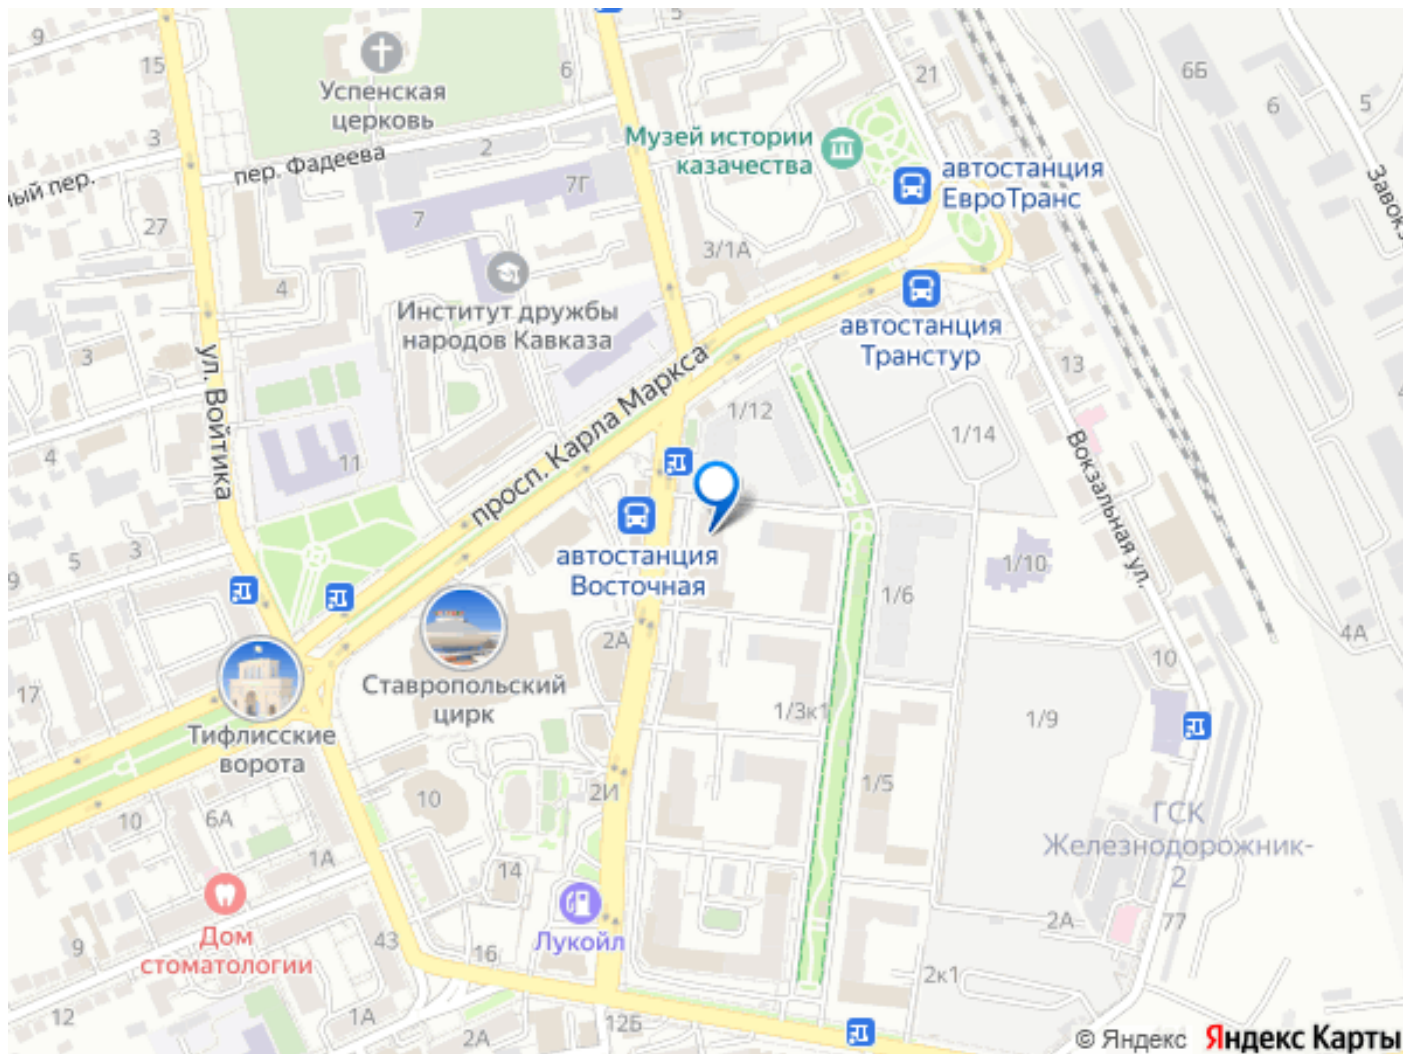 9
15
3
ный пер.
27
Успенская
церковь
6
5
пер. Фадеева
2
7Г
7
4
3
Институт дружбы
народов Кавказа
Музей истории
казачества
21
автостанция
ЕвроТранс
3/1А
автостанция
Транстур
6Б
6
5
Завокз
13
ул. Войтика
просп. Карла Маркса
1/12
1/14
Вокзальная ул.
4
11
5
3
9
автостанция
Восточная
1/10
1/6
4А
2А
Ставропольский
цирк
17
Тифлисские
ворота
1/3к1
10
1/9
10
6А
1А
10
2И
1/5
ГСК
Железнодорожник-
2
14
Дом
стоматологии
9
43
16
Лукойл
2А
77
2к1
12
1А
2А
12Б
© Яндекс Яндекс Карты